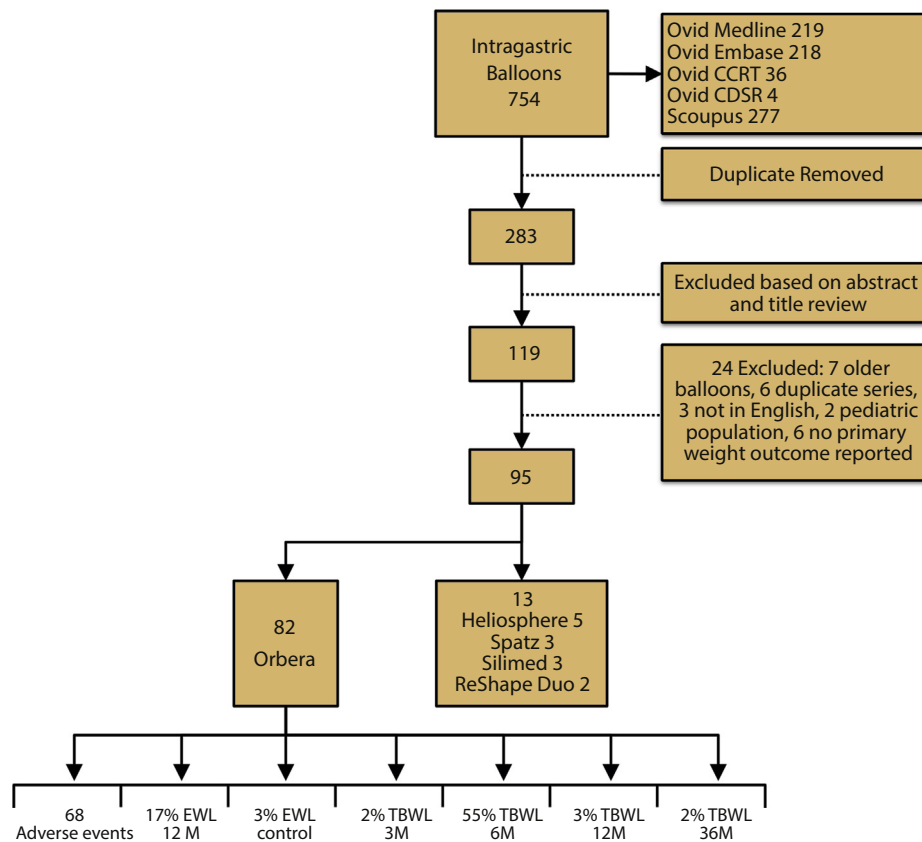 Intragastric
Balloons
754
Ovid Medline 219
Ovid Embase 218
Ovid CCRT 36
Ovid CDSR 4
Scoupus 277
Duplicate Removed
283
Excluded based on abstract
and title review
119
24 Excluded: 7 older
balloons, 6 duplicate series,
3 not in English, 2 pediatric
population, 6 no primary
weight outcome reported
95
82
Orbera
13
Heliosphere 5
Spatz 3
Silimed 3
ReShape Duo 2
68
Adverse events
17% EWL
12 M
3% EWL
control
2% TBWL
3M
55% TBWL
6M
3% TBWL
12M
2% TBWL
36M